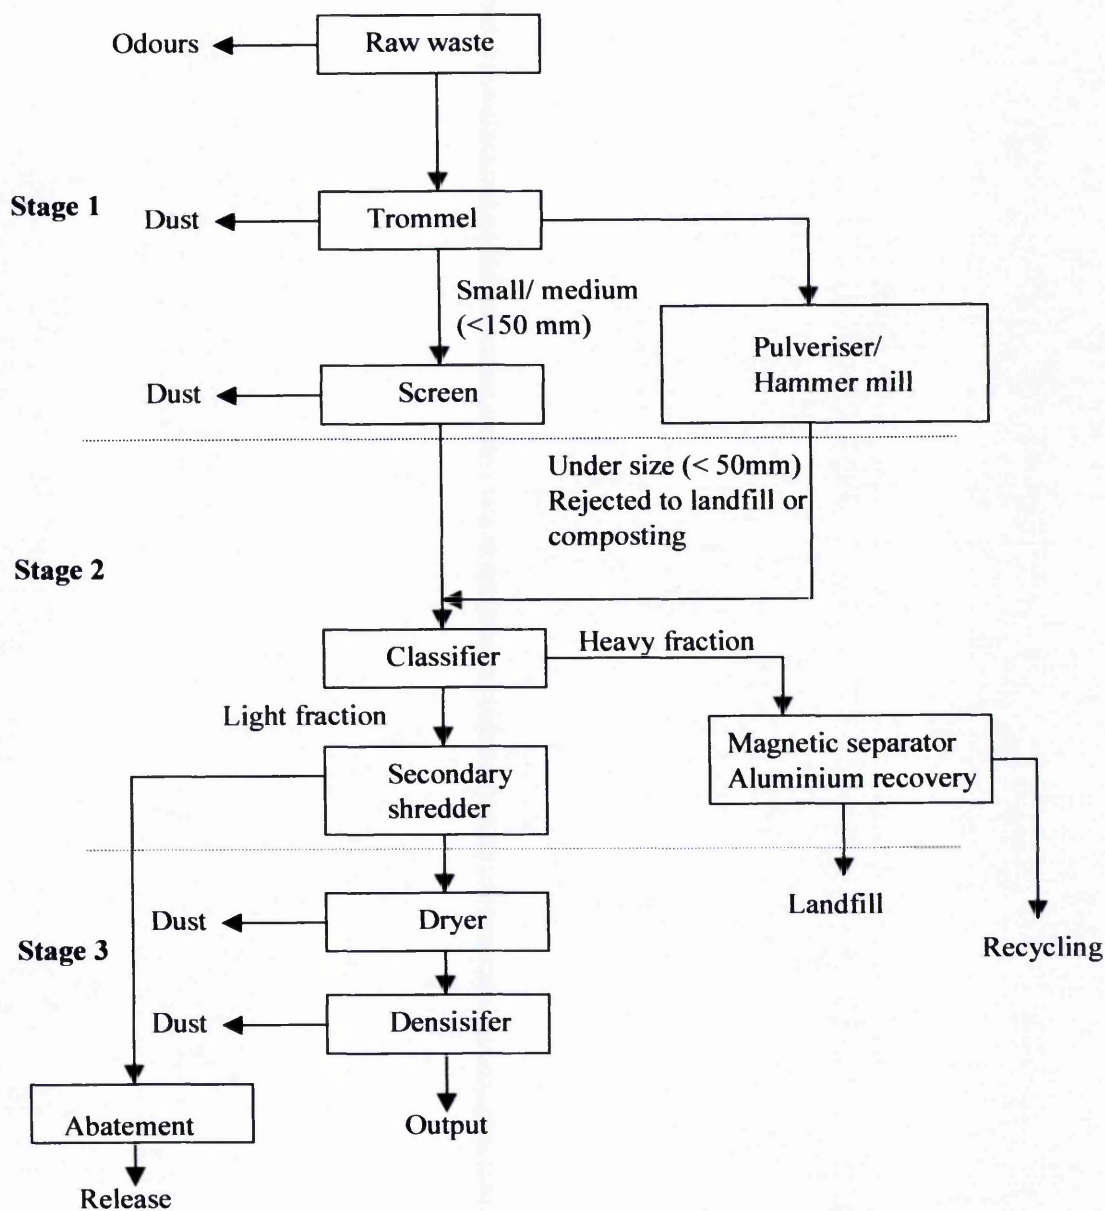 Odours
Raw waste
Stage 1
Dust
Trommel
Small/ medium
(<150 mm)
Pulveriser/
Hammer mill
Dust
Screen
Under size (< 50mm)
Rejected to landfill or
composting
Stage 2
Classifier
Heavy fraction
Light fraction
Magnetic separator
Aluminium recovery
Secondary
shredder
Landfill
Recycling
Dust
Dryer
Stage 3
Dust
Densisifer
Abatement
Output
Release